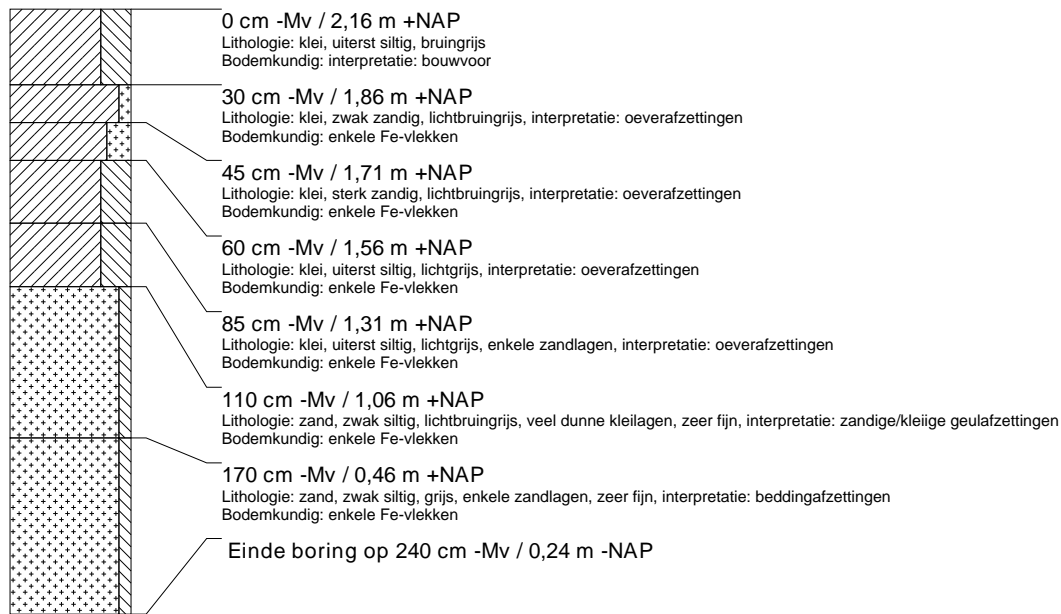 0 cm -Mv / 2,16 m +NAP
Lithologie: klei, uiterst siltig, bruingrijs
Bodemkundig: interpretatie: bouwvoor
30 cm -Mv / 1,86 m +NAP
Lithologie: klei, zwak zandig, lichtbruingrijs, interpretatie: oeverafzettingen
Bodemkundig: enkele Fe-vlekken
45 cm -Mv / 1,71 m +NAP
Lithologie: klei, sterk zandig, lichtbruingrijs, interpretatie: oeverafzettingen
Bodemkundig: enkele Fe-vlekken
60 cm -Mv / 1,56 m +NAP
Lithologie: klei, uiterst siltig, lichtgrijs, interpretatie: oeverafzettingen
Bodemkundig: enkele Fe-vlekken
85 cm -Mv / 1,31 m +NAP
Lithologie: klei, uiterst siltig, lichtgrijs, enkele zandlagen, interpretatie: oeverafzettingen
Bodemkundig: enkele Fe-vlekken
110 cm -Mv / 1,06 m +NAP
Lithologie: zand, zwak siltig, lichtbruingrijs, veel dunne kleilagen, zeer fijn, interpretatie: zandige/kleiige geulafzettingen
Bodemkundig: enkele Fe-vlekken
170 cm -Mv / 0,46 m +NAP
Lithologie: zand, zwak siltig, grijs, enkele zandlagen, zeer fijn, interpretatie: beddingafzettingen
Bodemkundig: enkele Fe-vlekken
Einde boring op 240 cm -Mv / 0,24 m -NAP